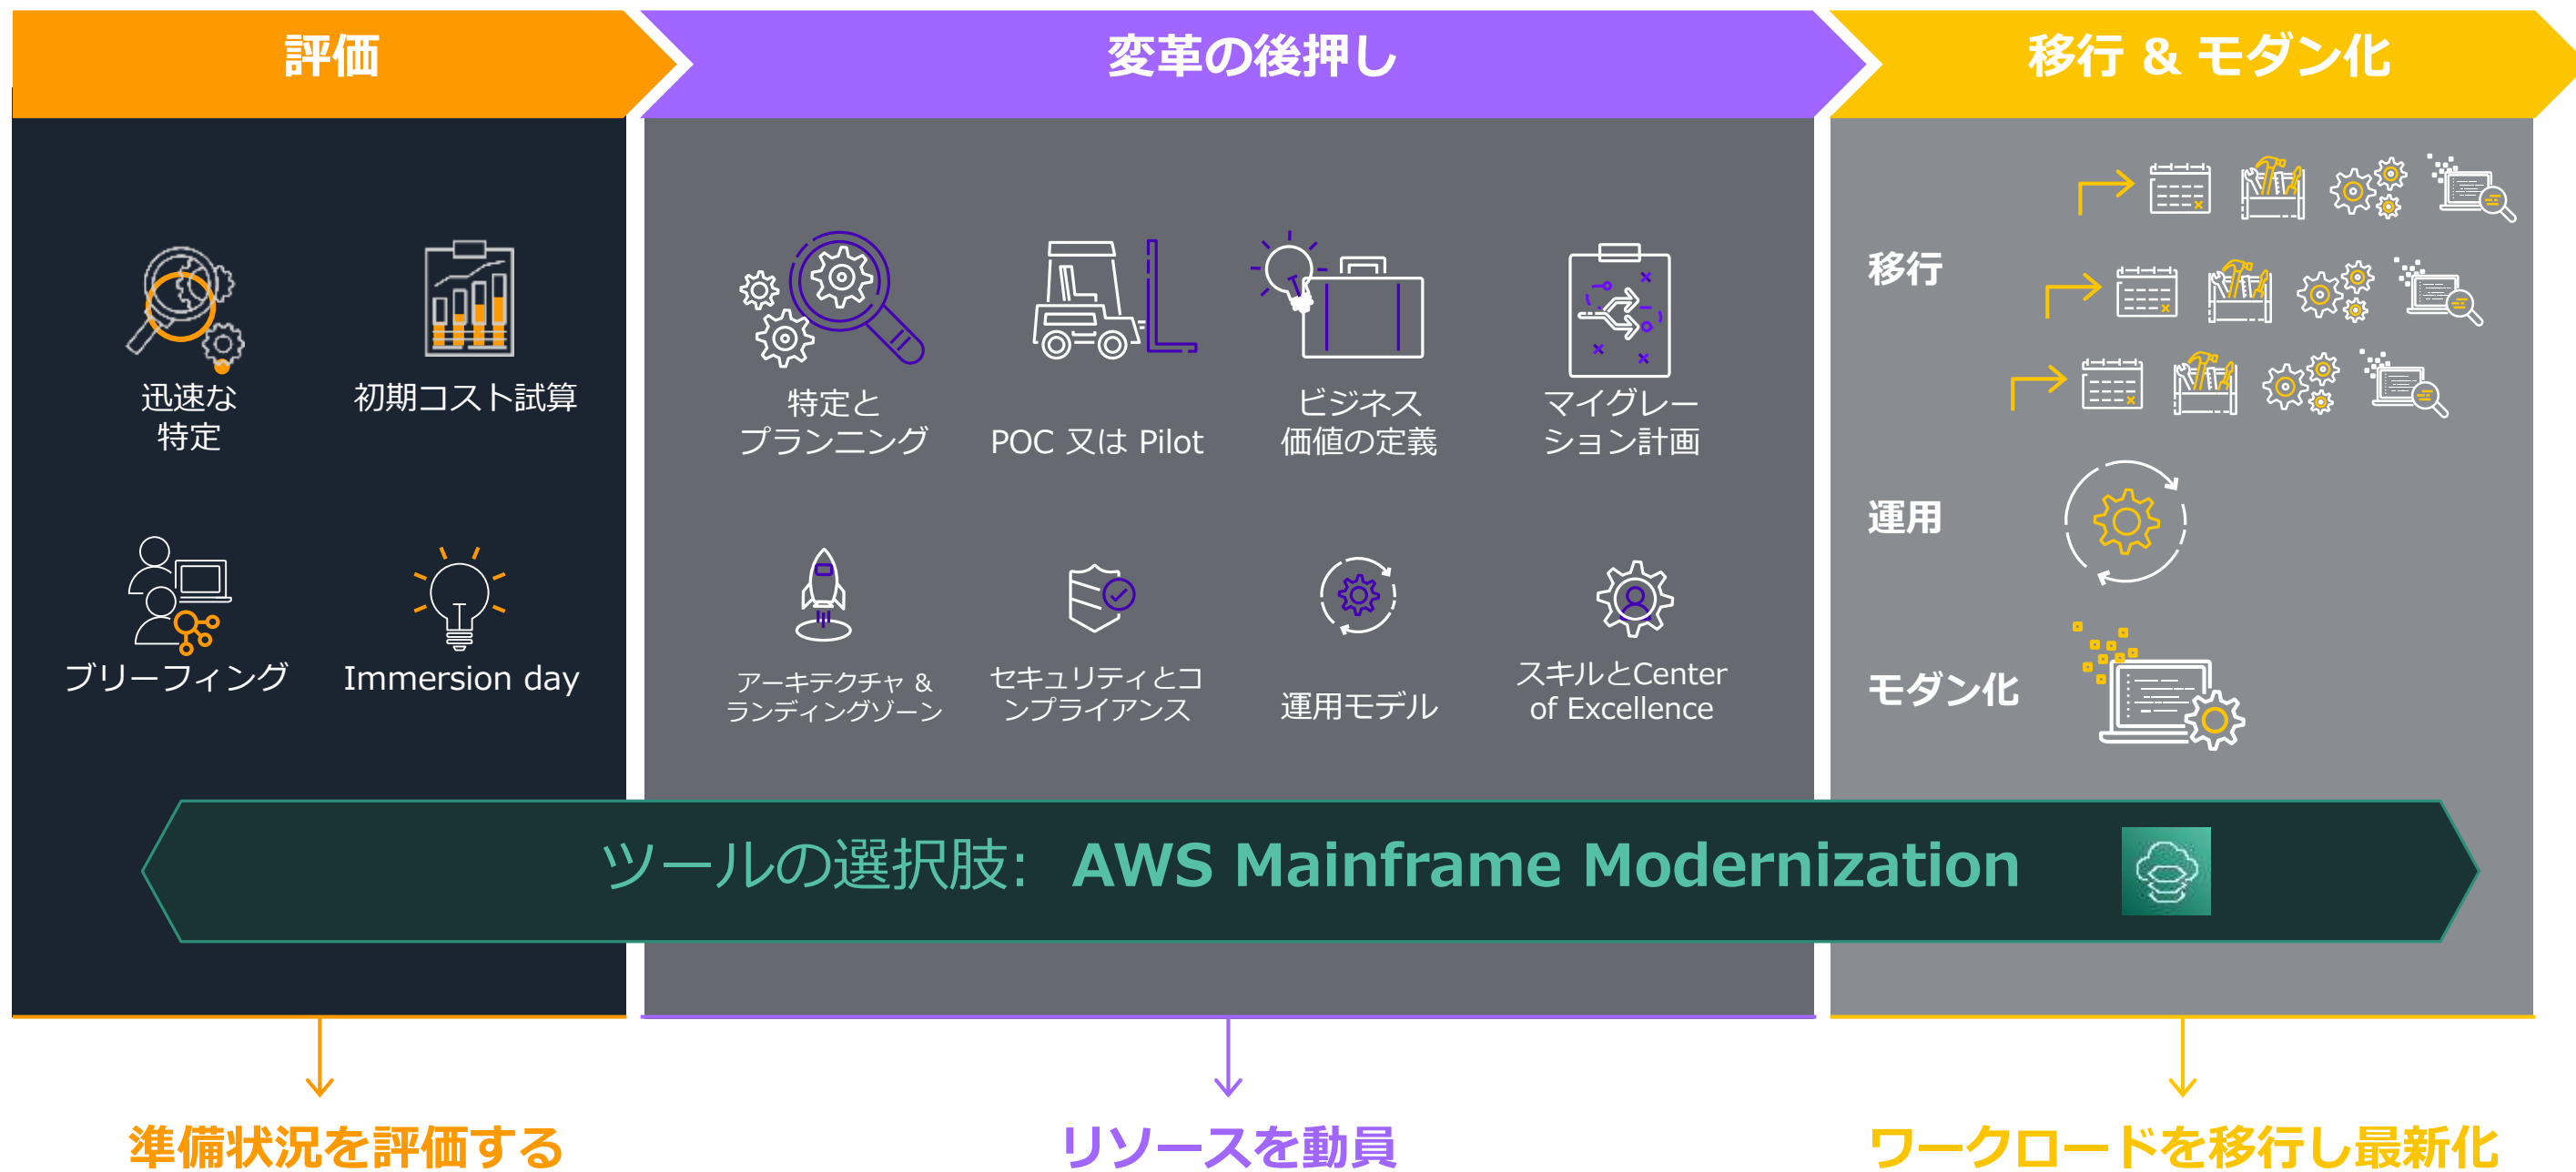 評価
変革の後押し
移行 & モダン化
迅速な
特定
初期コスト試算
ブリーフィング
Immersion day
特定と
プランニング
POC 又は Pilot
ビジネス
価値の定義
マイグレー
ション計画
アーキテクチャ &
ランディングゾーン
セキュリティとコ
ンプライアンス
運用モデル
スキルとCenter
of Excellence
移行
運用
モダン化
ツールの選択肢: AWS Mainframe Modernization
準備状況を評価する
リソースを動員
ワークロードを移行し最新化